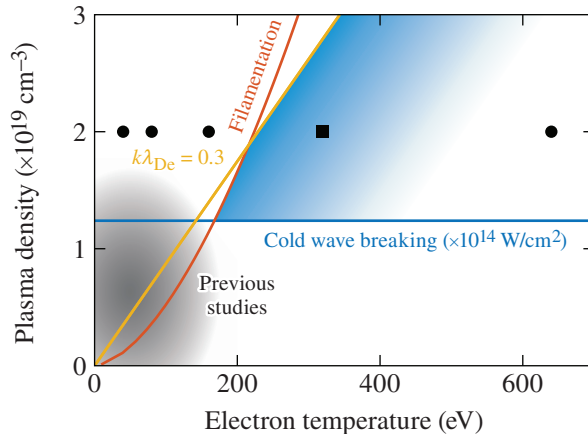 Plasma density (×10¹⁹ cm⁻³)
3
2
1
0
Filamentation
kλDe = 0.3
Cold wave breaking (×10¹⁴ W/cm²)
Previous
studies
0 200 400 600
Electron temperature (eV)